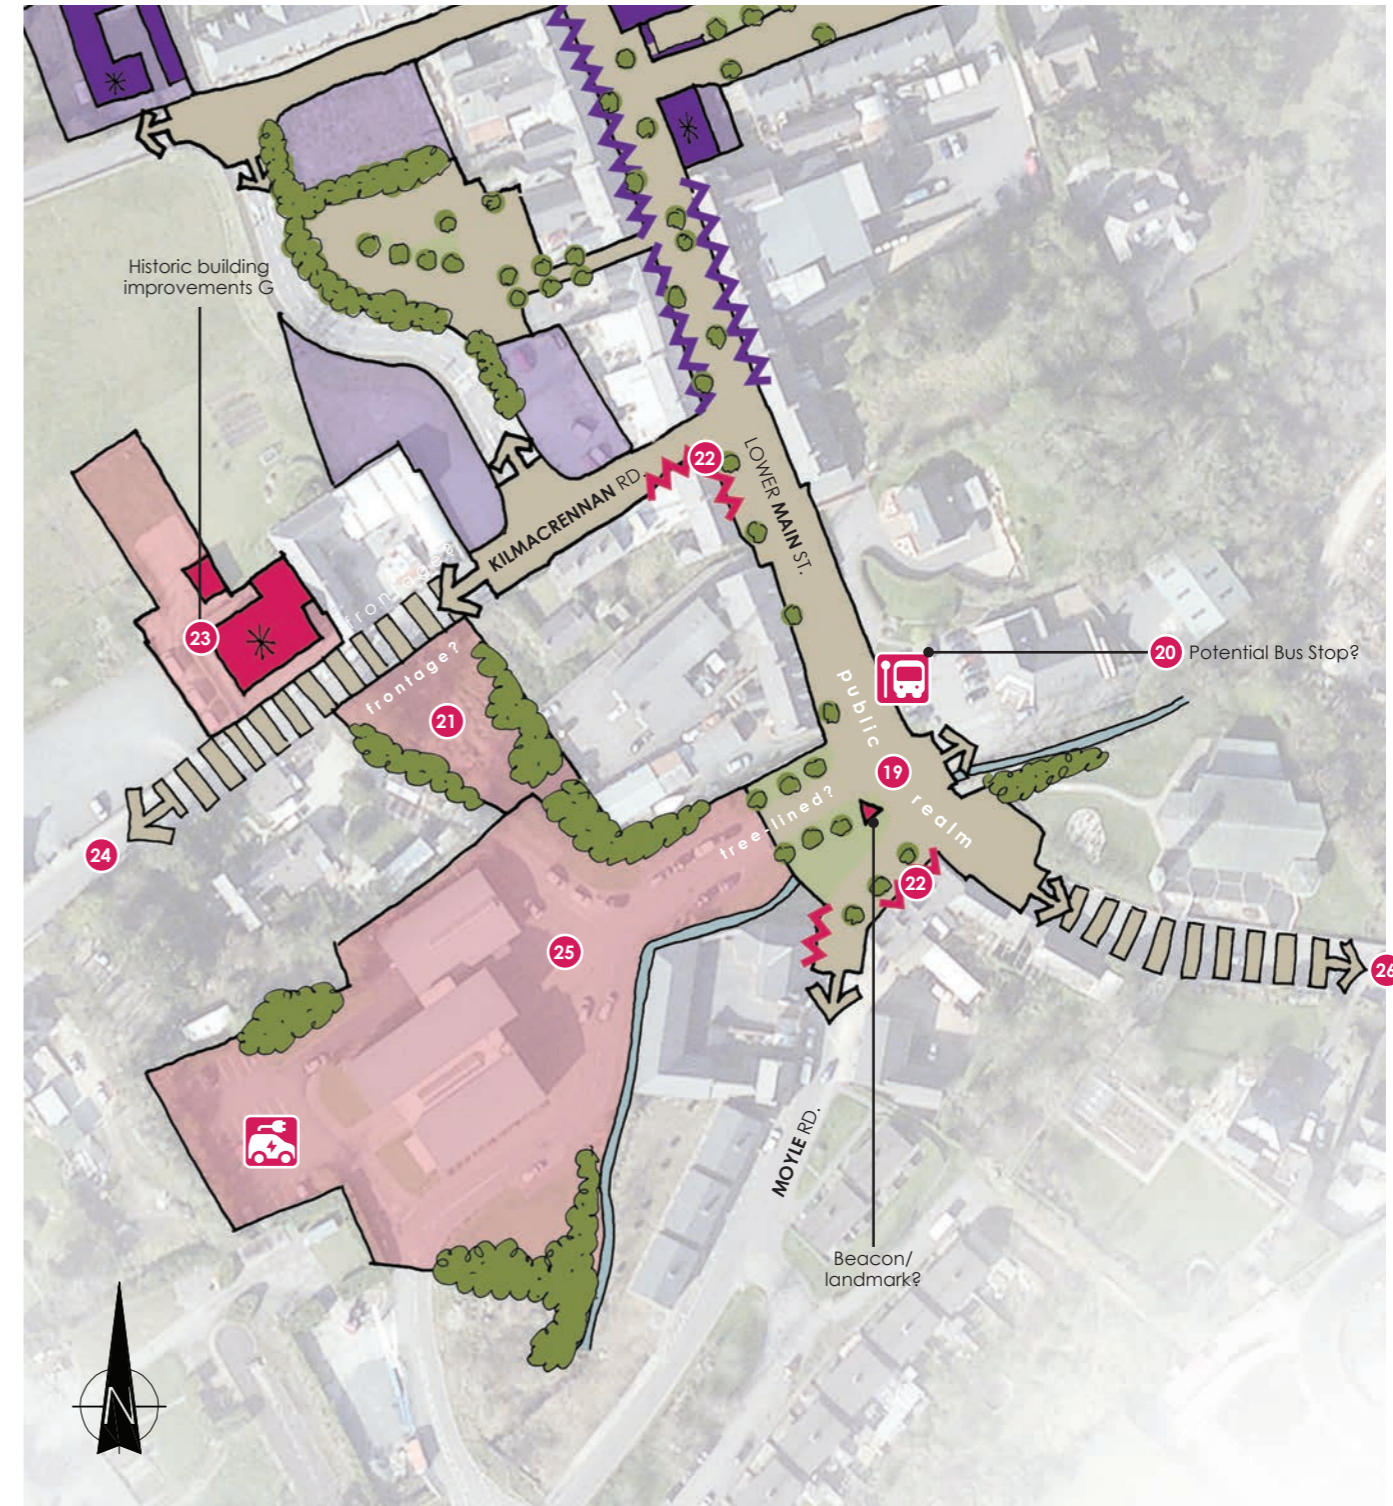 Historic building
improvements G
22
KILMACRENNAN RD.
LOWER MAIN ST.
frontage?
23
frontage?
21
20 Potential Bus Stop?
public realm
19
tree-lined?
24
22
25
26
MOYLE RD.
Beacon/
landmark?
N